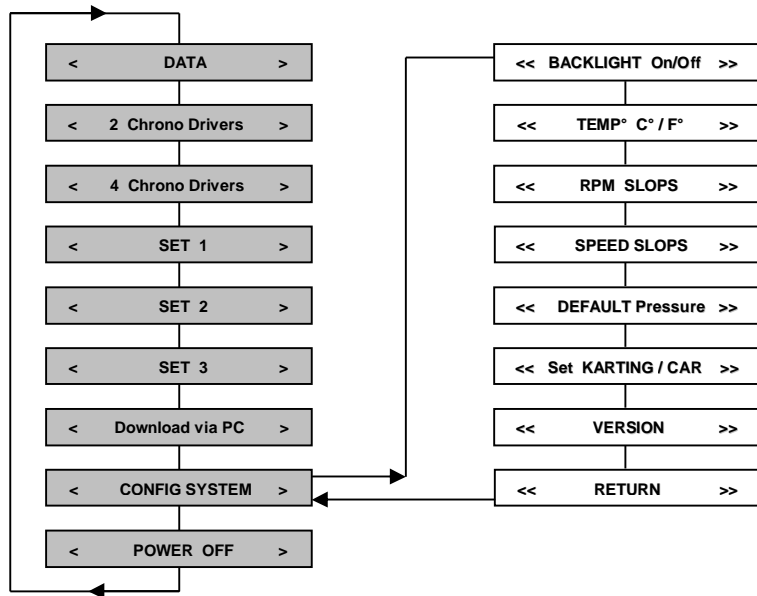 < DATA >
< 2 Chrono Drivers >
< 4 Chrono Drivers >
< SET 1 >
< SET 2 >
< SET 3 >
< Download via PC >
< CONFIG SYSTEM >
< POWER OFF >
<< BACKLIGHT On/Off >>
<< TEMP° C° / F° >>
<< RPM SLOPS >>
<< SPEED SLOPS >>
<< DEFAULT Pressure >>
<< Set KARTING / CAR >>
<< VERSION >>
<< RETURN >>